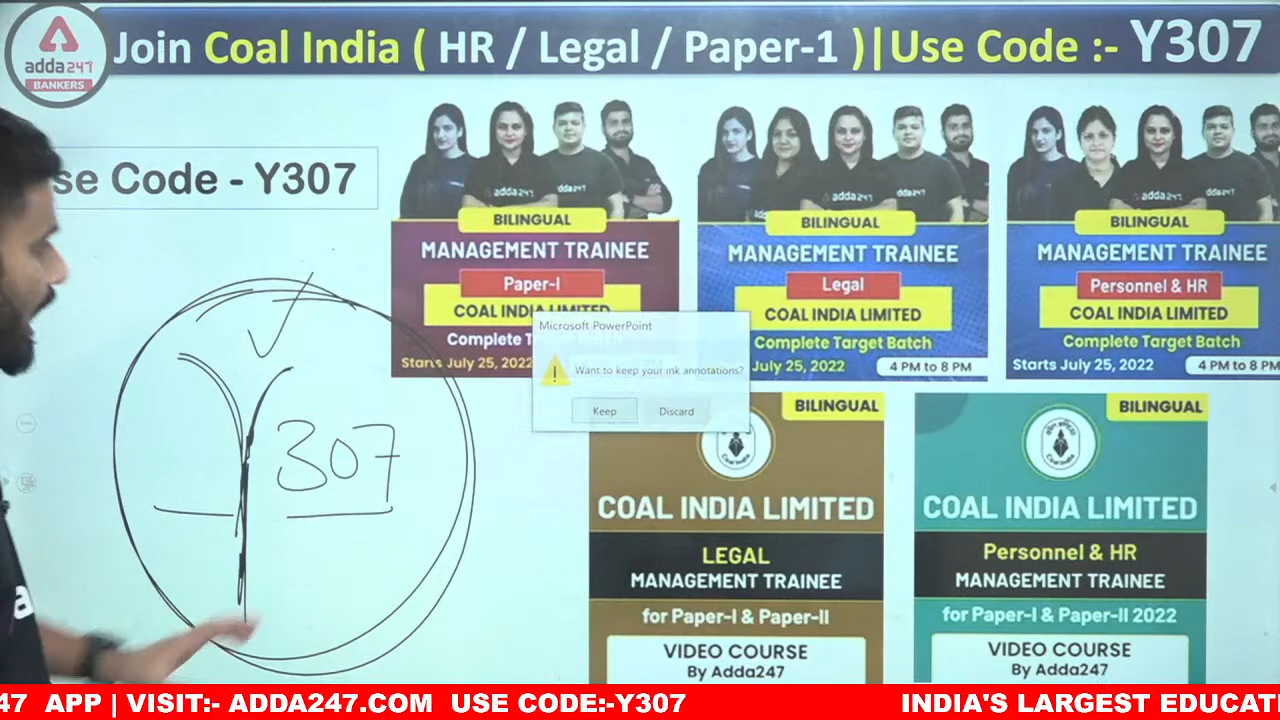 Join Coal India ( HR / Legal / Paper-1 )|Use Code :- Y307
adda247
BANKERS
se Code - Y307
BILINGUAL
MANAGEMENT TRAINEE
Paper-I
COAL INDIA LIMITED
Starts July 25, 2022
BILINGUAL
MANAGEMENT TRAINEE
Legal
COAL INDIA LIMITED
Complete Target Batch
July 25, 2022
4 PM to 8 PM
BILINGUAL
MANAGEMENT TRAINEE
Personnel & HR
COAL INDIA LIMITED
Complete Target Batch
Starts July 25, 2022
4 PM to 8 PM
Microsoft PowerPoint
Want to keep your ink annotations?
Keep
Discard
Y 307
BILINGUAL
COAL INDIA LIMITED
LEGAL
MANAGEMENT TRAINEE
for Paper-I & Paper-II
VIDEO COURSE
By Adda247
BILINGUAL
COAL INDIA LIMITED
Personnel & HR
MANAGEMENT TRAINEE
for Paper-I & Paper-II 2022
VIDEO COURSE
By Adda247
47 APP | VISIT:- ADDA247.COM USE CODE:-Y307
INDIA'S LARGEST EDUCATI